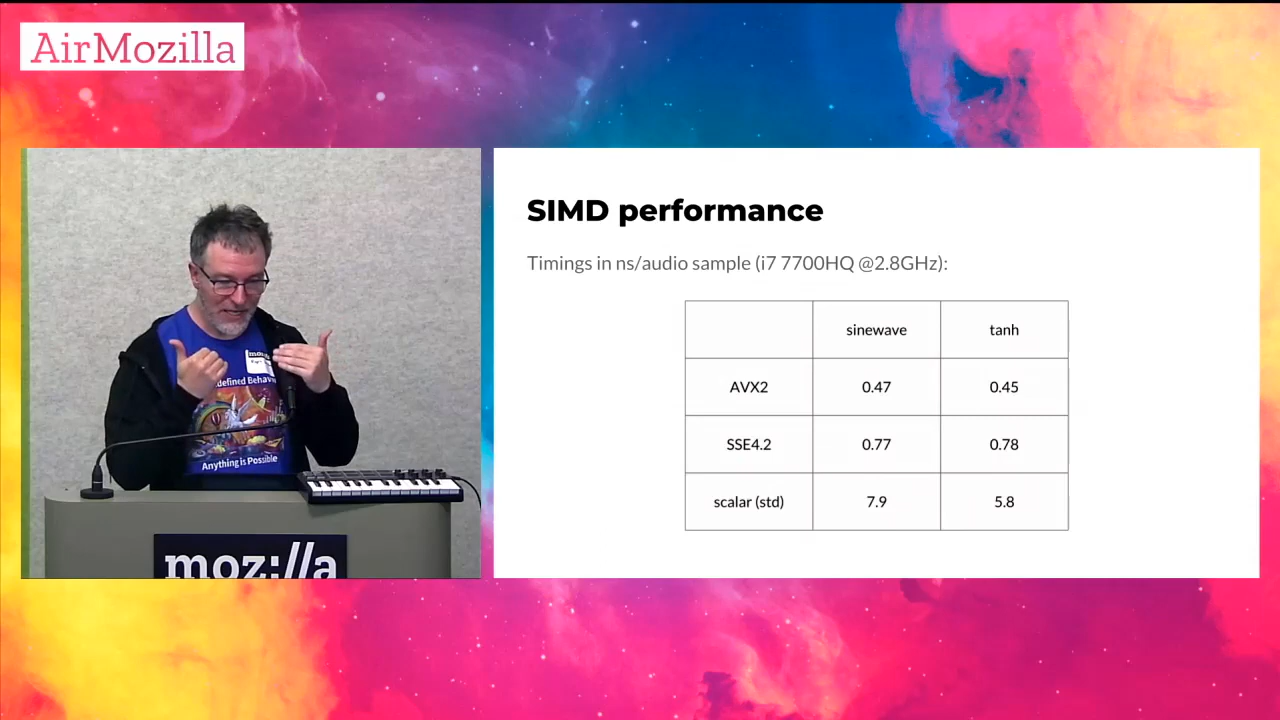 AirMozilla
SIMD performance
Timings in ns/audio sample (i7 7700HQ @2.8GHz):
sinewave tanh
AVX2 0.47 0.45
SSE4.2 0.77 0.78
scalar (std) 7.9 5.8
Anything is Possible
moz://a